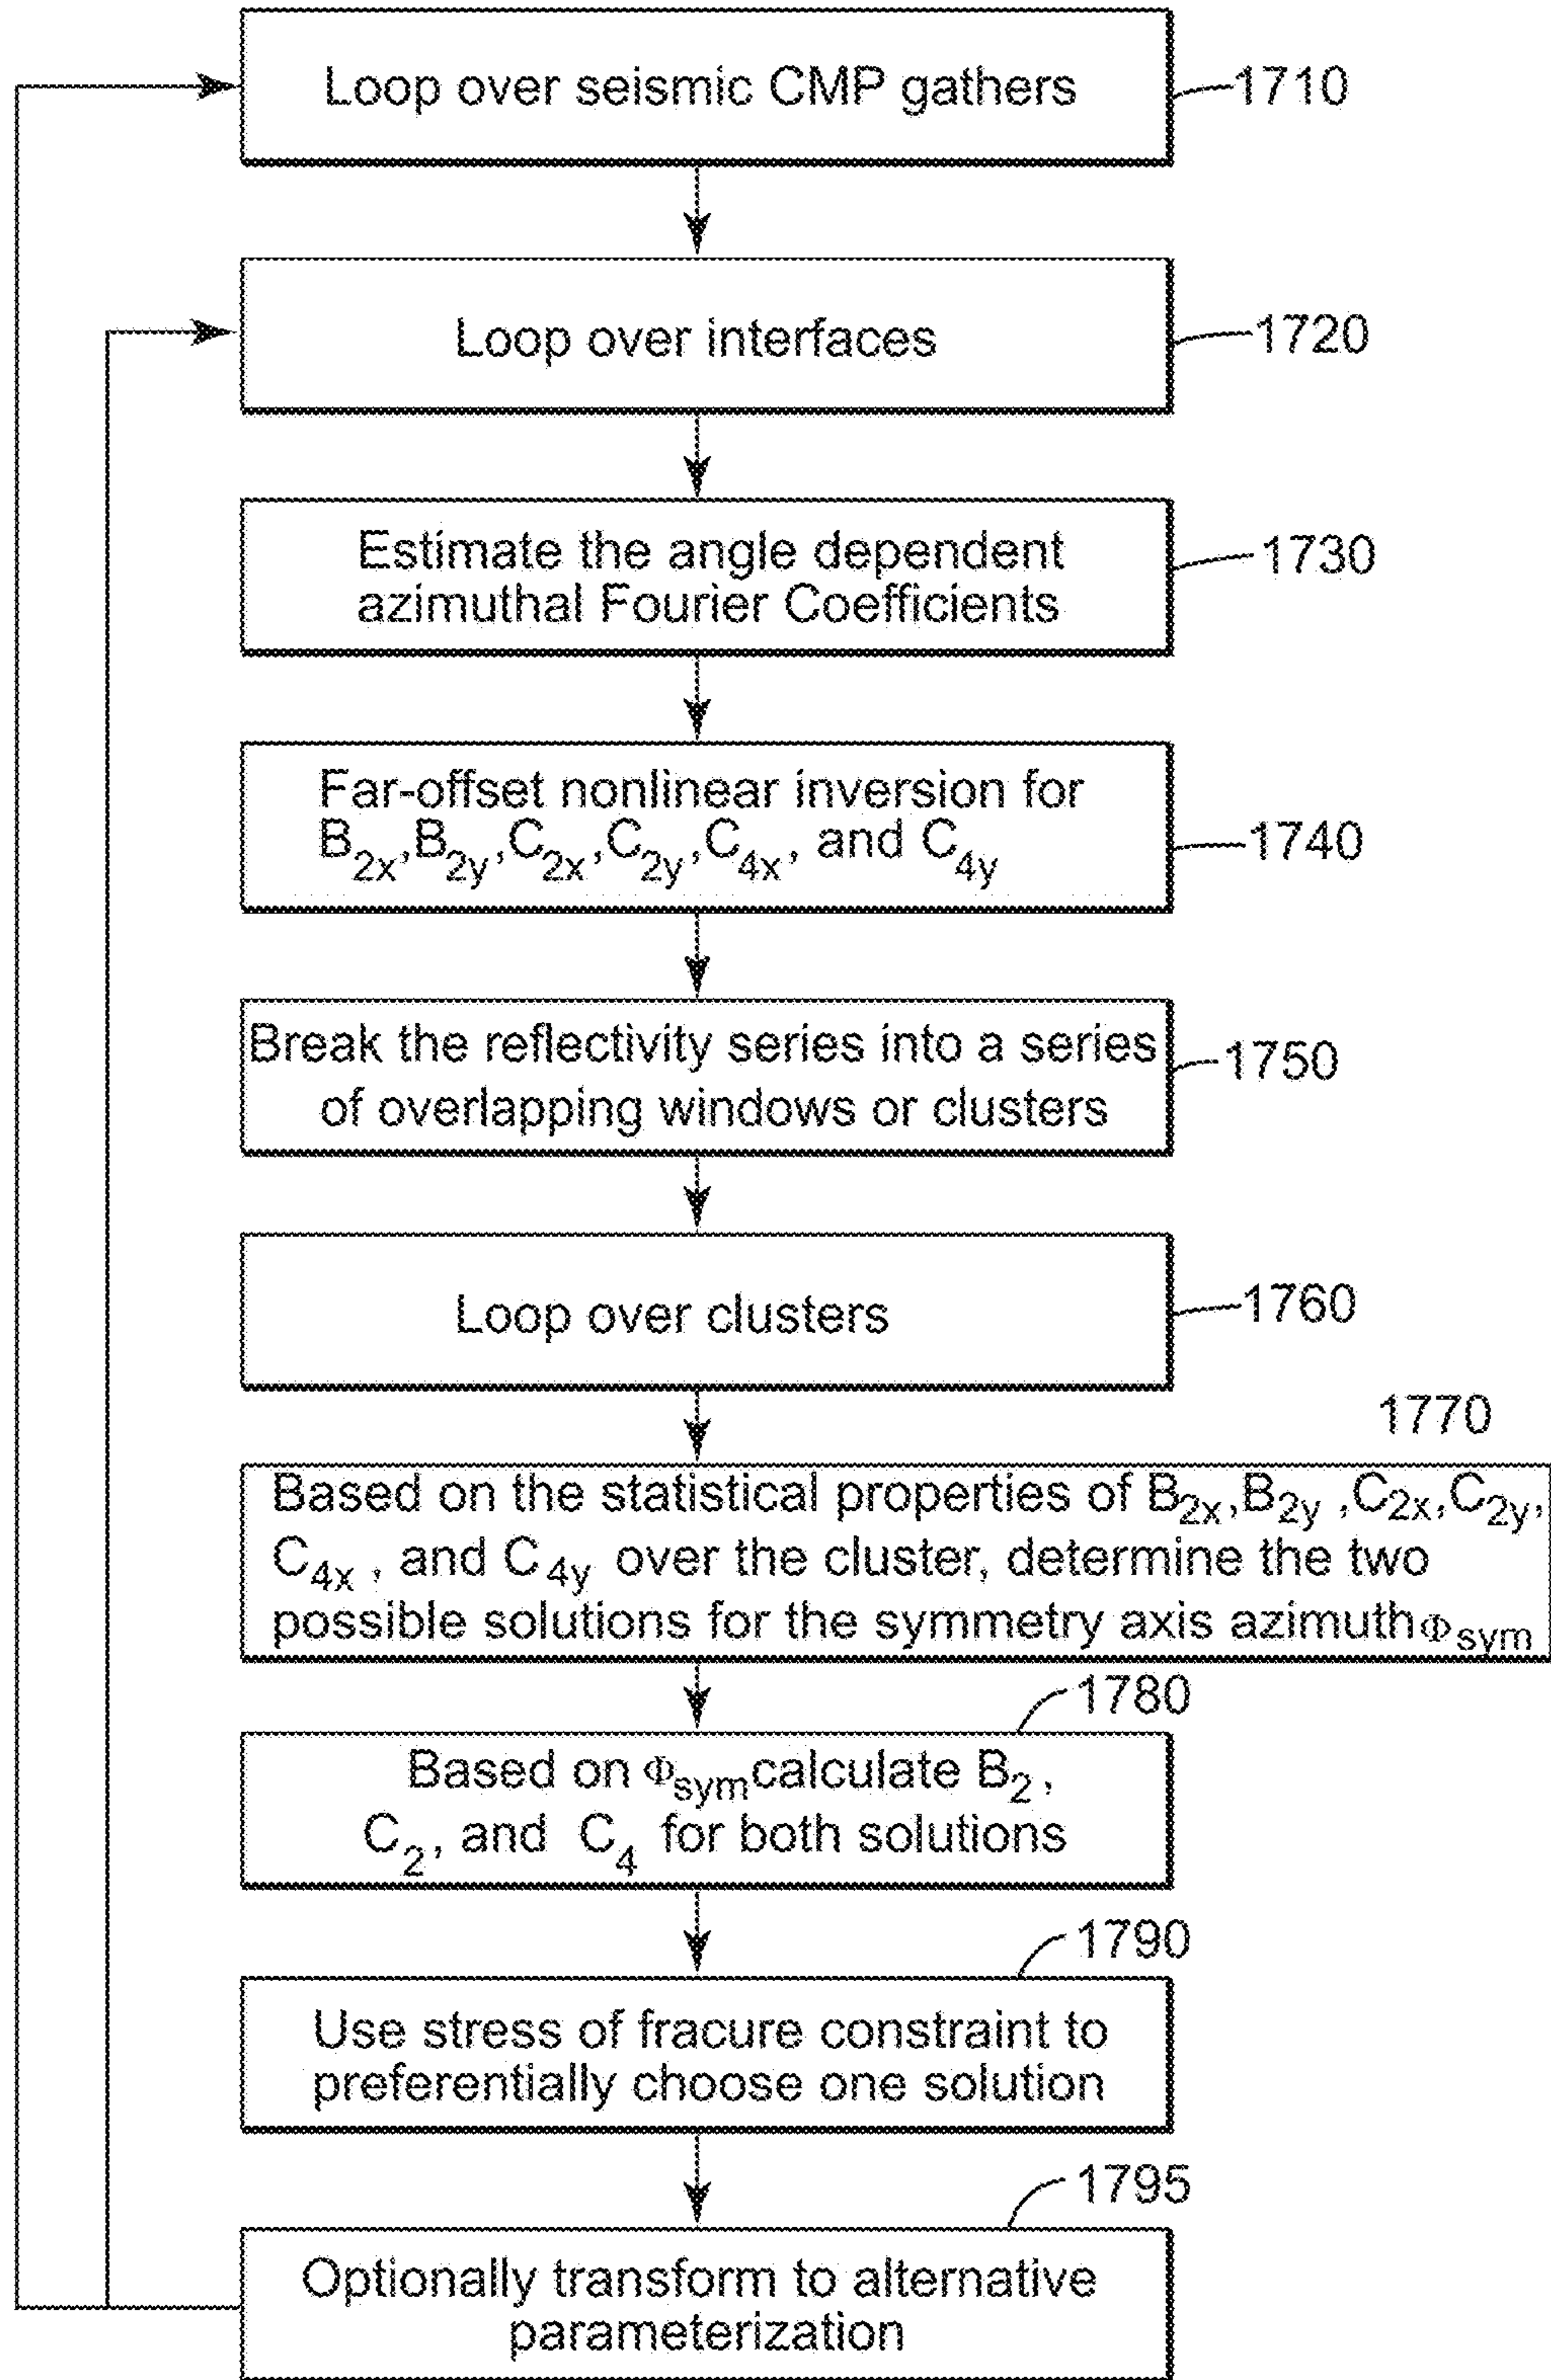 Loop over seismic CMP gathers
1710
Loop over interfaces
1720
Estimate the angle dependent
azimuthal Fourier Coefficients
1730
Far-offset nonlinear inversion for
B2x,B2y,C2x,C2y,C4x, and C4y
1740
Break the reflectivity series into a series
of overlapping windows or clusters
1750
Loop over clusters
1760
1770
Based on the statistical properties of B2x,B2y ,C2x,C2y,
C4x , and C4y over the cluster, determine the two
possible solutions for the symmetry axis azimuthΦsym
1780
Based on Φsymcalculate B2 ,
C2, and C4 for both solutions
1790
Use stress of fracure constraint to
preferentially choose one solution
1795
Optionally transform to alternative
parameterization